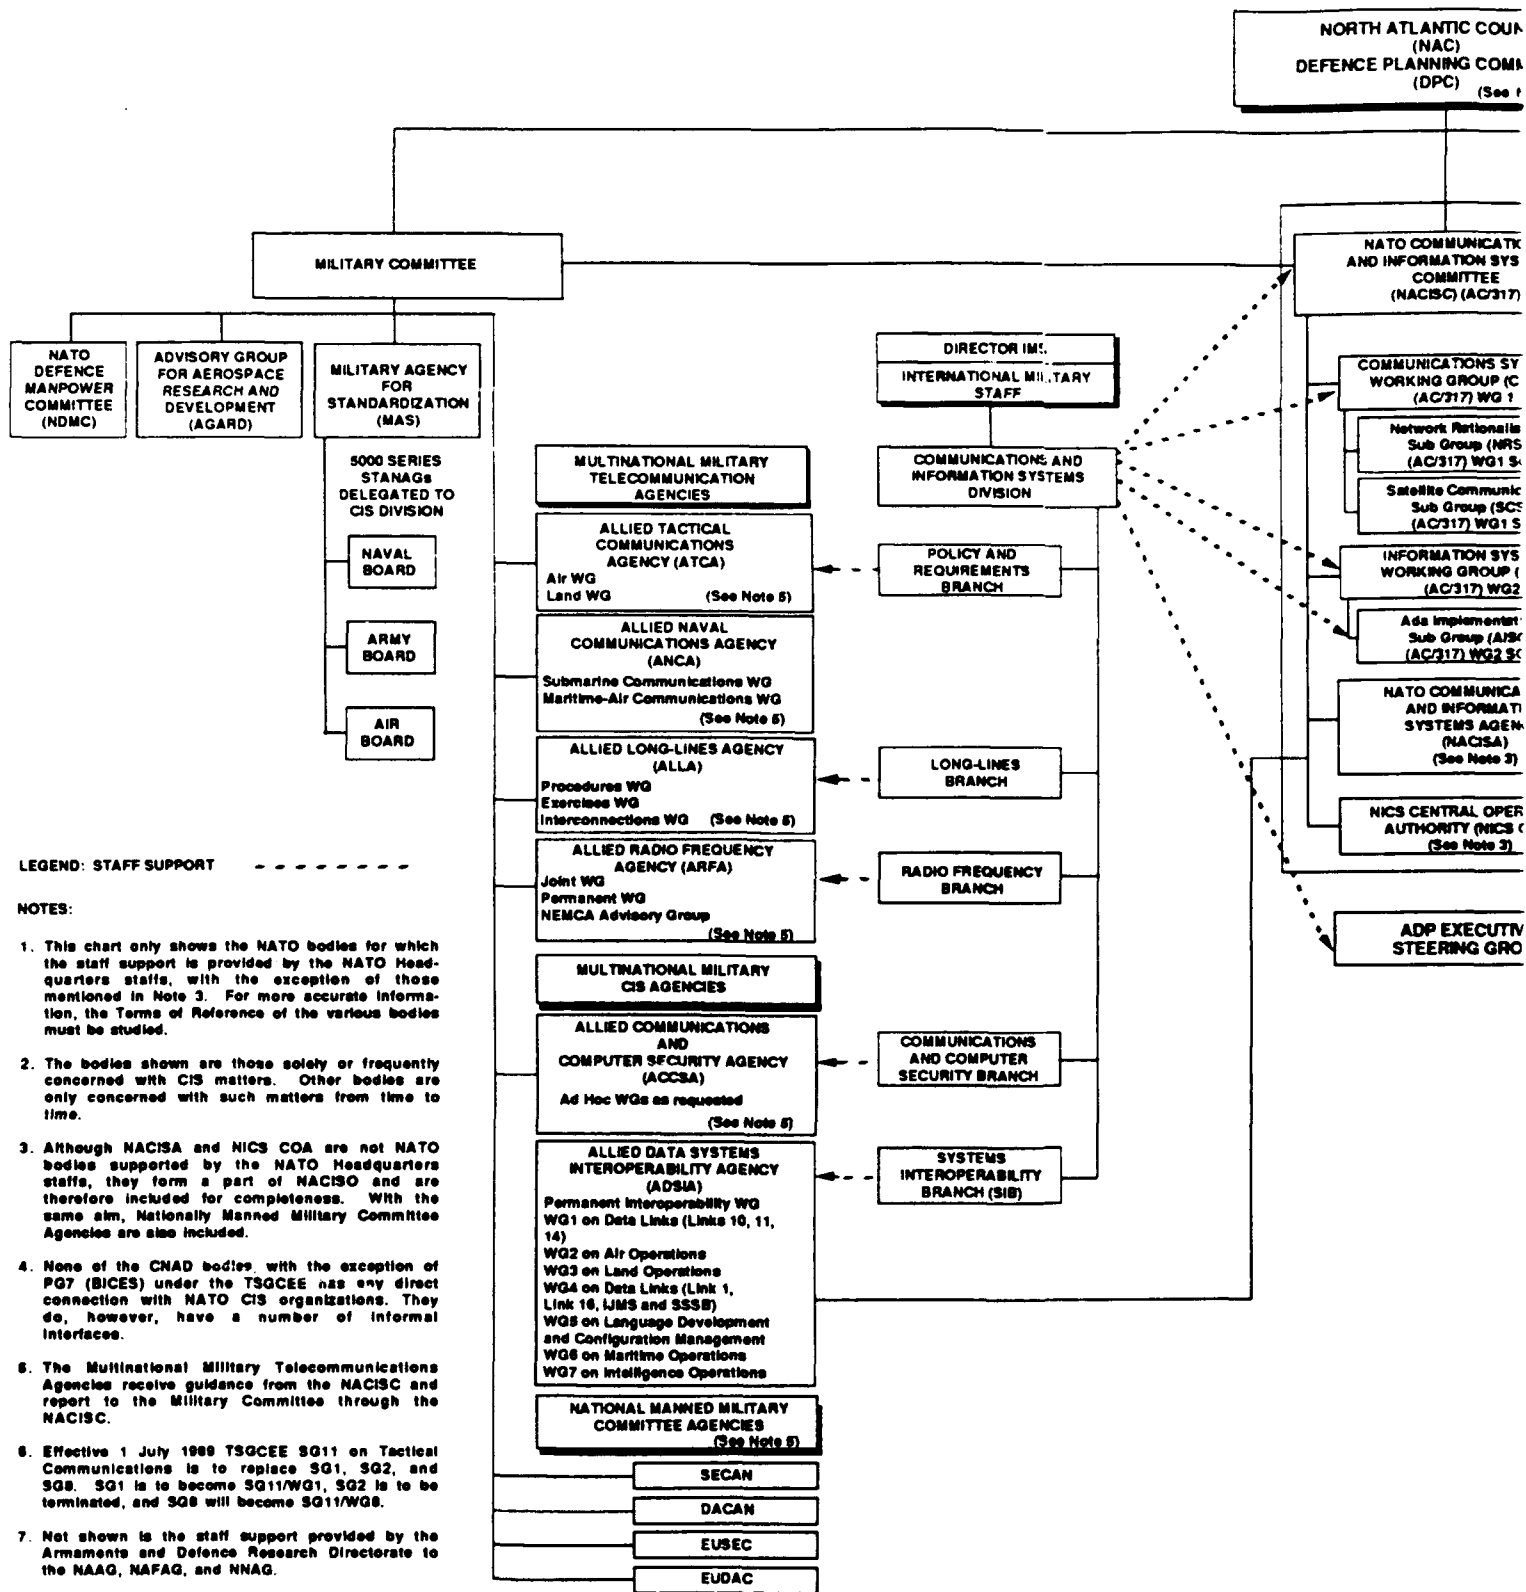 NORTH ATLANTIC COUN
(NAC)
DEFENCE PLANNING COMM
(DPC)
(See
MILITARY COMMITTEE
NATO COMMUNICATIO
AND INFORMATION SYS
COMMITTEE
(NACISC) (AC/317)
NATO
DEFENCE
MANPOWER
COMMITTEE
(NDMC)
ADVISORY GROUP
FOR AEROSPACE
RESEARCH AND
DEVELOPMENT
(AGARD)
MILITARY AGENCY
FOR
STANDARDIZATION
(MAS)
5000 SERIES
STANAGs
DELEGATED TO
CIS DIVISION
NAVAL
BOARD
ARMY
BOARD
AIR
BOARD
DIRECTOR IMS
INTERNATIONAL MILITARY
STAFF
COMMUNICATIONS AND
INFORMATION SYSTEMS
DIVISION
POLICY AND
REQUIREMENTS
BRANCH
LONG-LINES
BRANCH
RADIO FREQUENCY
BRANCH
COMMUNICATIONS
AND COMPUTER
SECURITY BRANCH
SYSTEMS
INTEROPERABILITY
BRANCH (SIB)
MULTINATIONAL MILITARY
TELECOMMUNICATION
AGENCIES
ALLIED TACTICAL
COMMUNICATIONS
AGENCY (ATCA)
Air WG
Land WG (See Note 5)
ALLIED NAVAL
COMMUNICATIONS AGENCY
(ANCA)
Submarine Communications WG
Maritime-Air Communications WG
(See Note 5)
ALLIED LONG-LINES AGENCY
(ALLA)
Procedures WG
Exercises WG
Interconnections WG (See Note 5)
ALLIED RADIO FREQUENCY
AGENCY (ARFA)
Joint WG
Permanent WG
NEMCA Advisory Group
(See Note 5)
MULTINATIONAL MILITARY
CIS AGENCIES
ALLIED COMMUNICATIONS
AND
COMPUTER SECURITY AGENCY
(ACCSA)
Ad Hoc WGs as requested
(See Note 5)
ALLIED DATA SYSTEMS
INTEROPERABILITY AGENCY
(ADSIA)
Permanent Interoperability WG
WG1 on Data Links (Links 10, 11,
14)
WG2 on Air Operations
WG3 on Land Operations
WG4 on Data Links (Link 1,
Link 16, IJMS and SSSB)
WG5 on Language Development
and Configuration Management
WG6 on Maritime Operations
WG7 on Intelligence Operations
NATIONAL MANNED MILITARY
COMMITTEE AGENCIES
(See Note 5)
SECAN
DACAN
EUSEC
EUDAC
COMMUNICATIONS SY
WORKING GROUP (C
(AC/317) WG 1
Network Rationalis
Sub Group (NRS
(AC/317) WG1 S
Satellite Communic
Sub Group (SCS
(AC/317) WG1 S
INFORMATION SYS
WORKING GROUP (
(AC/317) WG2
Ada Implementat
Sub Group (AISG
(AC/317) WG2 SG
NATO COMMUNICA
AND INFORMATI
SYSTEMS AGEN
(NACISA)
(See Note 3)
NICS CENTRAL OPER
AUTHORITY (NICS C
(See Note 3)
ADP EXECUTIV
STEERING GRO
LEGEND: STAFF SUPPORT
NOTES:
1. This chart only shows the NATO bodies for which
the staff support is provided by the NATO Head-
quarters staffs, with the exception of those
mentioned in Note 3. For more accurate informa-
tion, the Terms of Reference of the various bodies
must be studied.
2. The bodies shown are those solely or frequently
concerned with CIS matters. Other bodies are
only concerned with such matters from time to
time.
3. Although NACISA and NICS COA are not NATO
bodies supported by the NATO Headquarters
staffs, they form a part of NACISO and are
therefore included for completeness. With the
same aim, Nationally Manned Military Committee
Agencies are also included.
4. None of the CNAD bodies, with the exception of
PG7 (BICES) under the TSGCEE has any direct
connection with NATO CIS organizations. They
do, however, have a number of informal
interfaces.
5. The Multinational Military Telecommunications
Agencies receive guidance from the NACISC and
report to the Military Committee through the
NACISC.
6. Effective 1 July 1989 TSGCEE SG11 on Tactical
Communications is to replace SG1, SG2, and
SG8. SG1 is to become SG11/WG1, SG2 is to be
terminated, and SG8 will become SG11/WG8.
7. Not shown is the staff support provided by the
Armaments and Defence Research Directorate to
the NAAG, NAFAG, and NNAG.